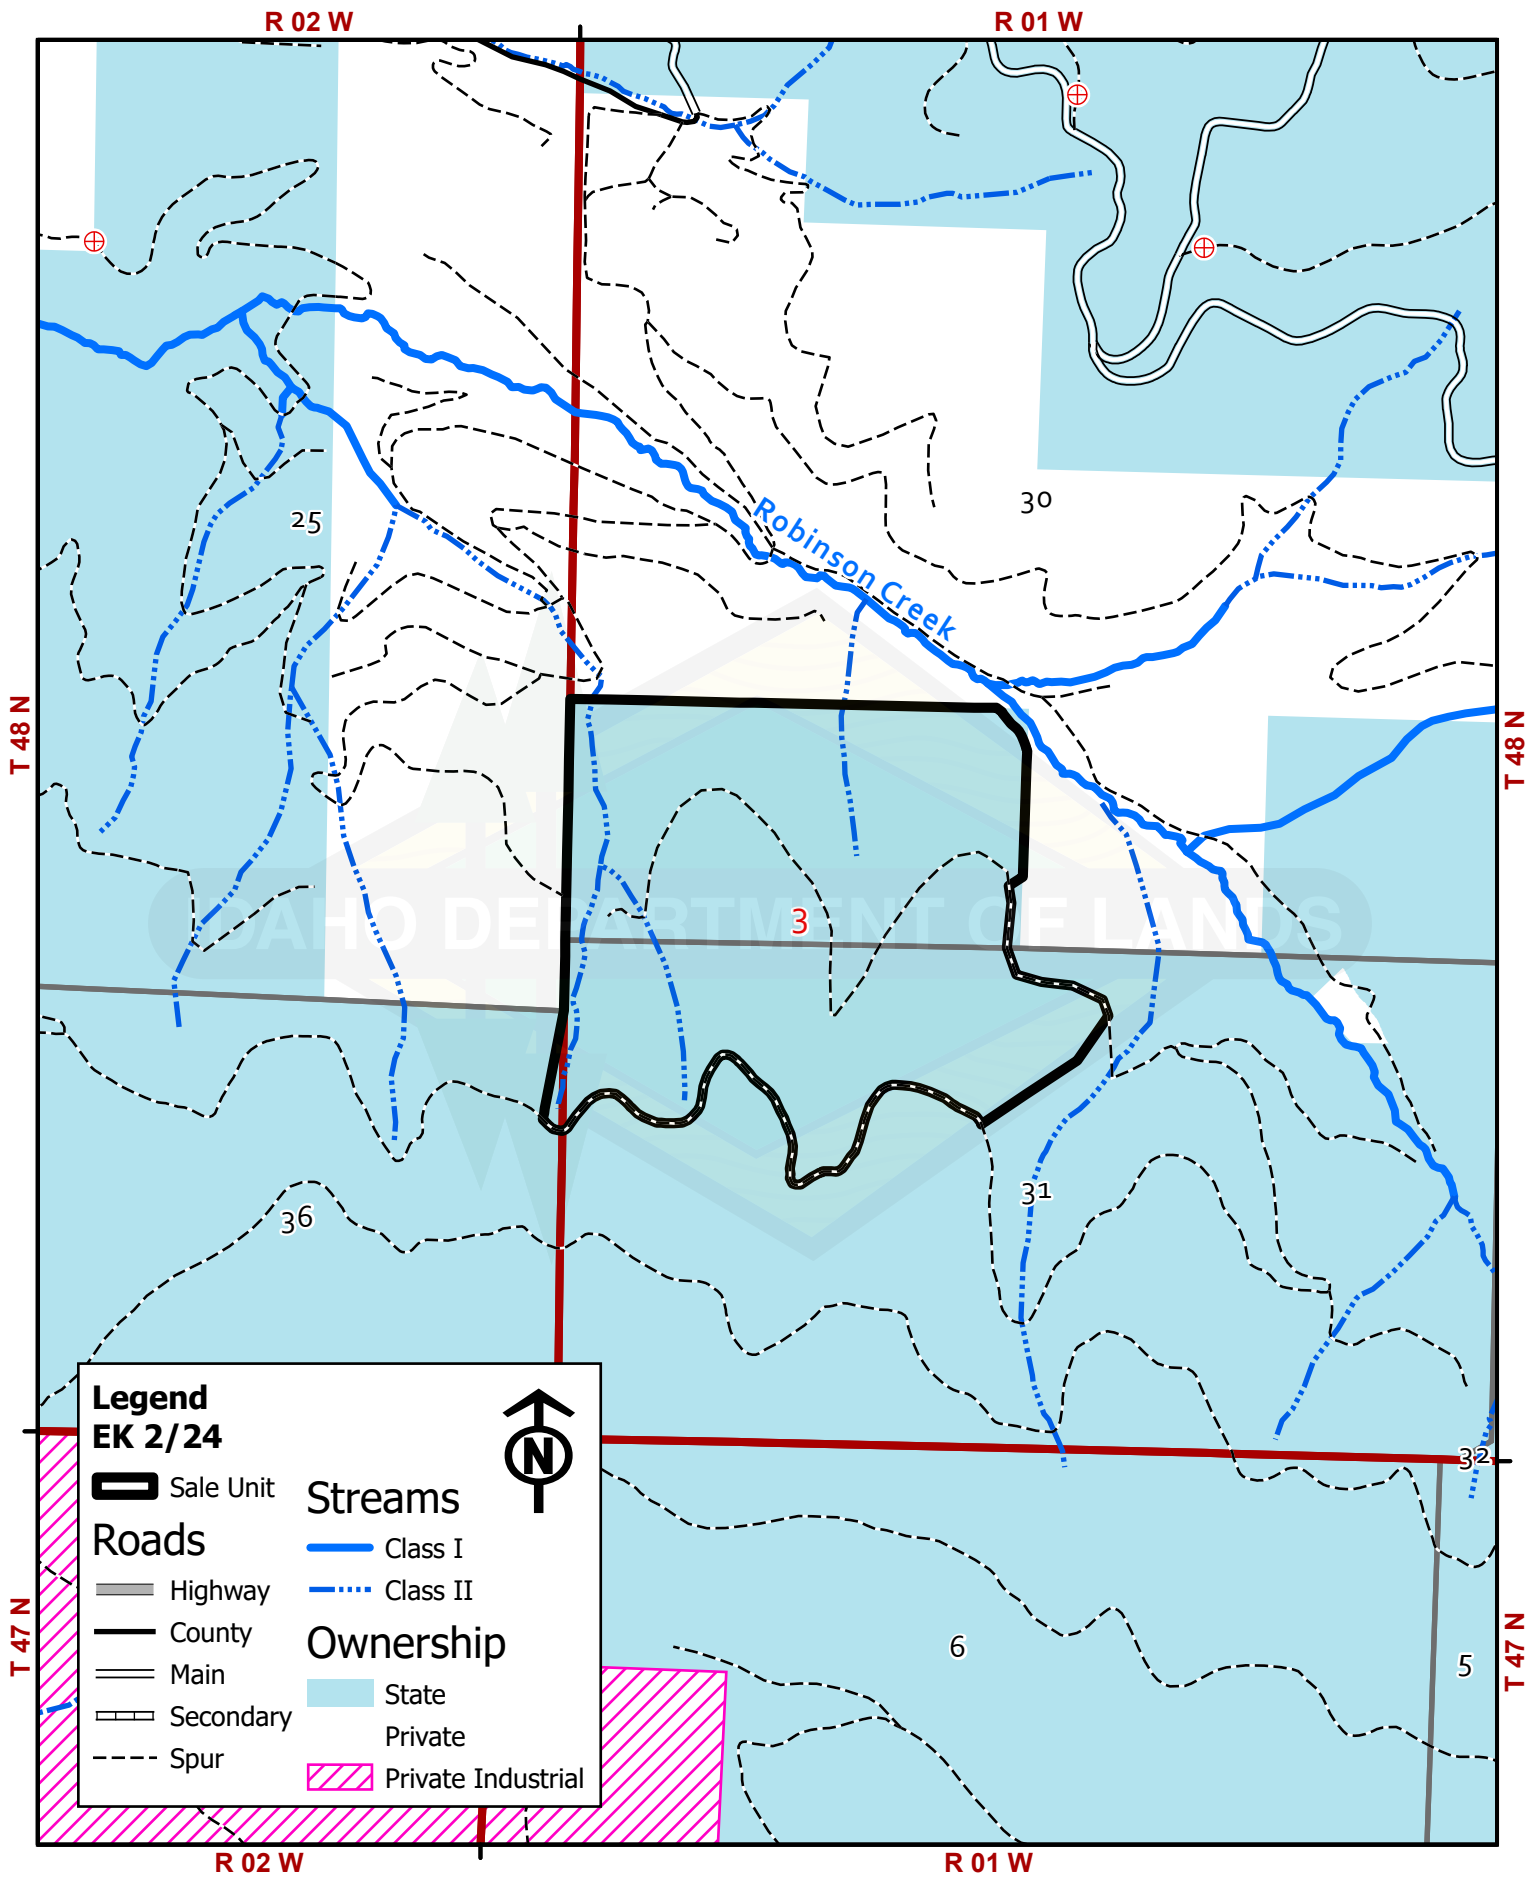 R 02 W
R 01 W
30
25
Robinson Creek
T 48 N
T 48 N
IDAHO DEPARTMENT OF LANDS
3
31
36
Legend
EK 2/24
N
Sale Unit
Roads
Highway
County
Main
Secondary
Spur
Streams
Class I
Class II
Ownership
State
Private
Private Industrial
32
6
5
T 47 N
T 47 N
R 02 W
R 01 W